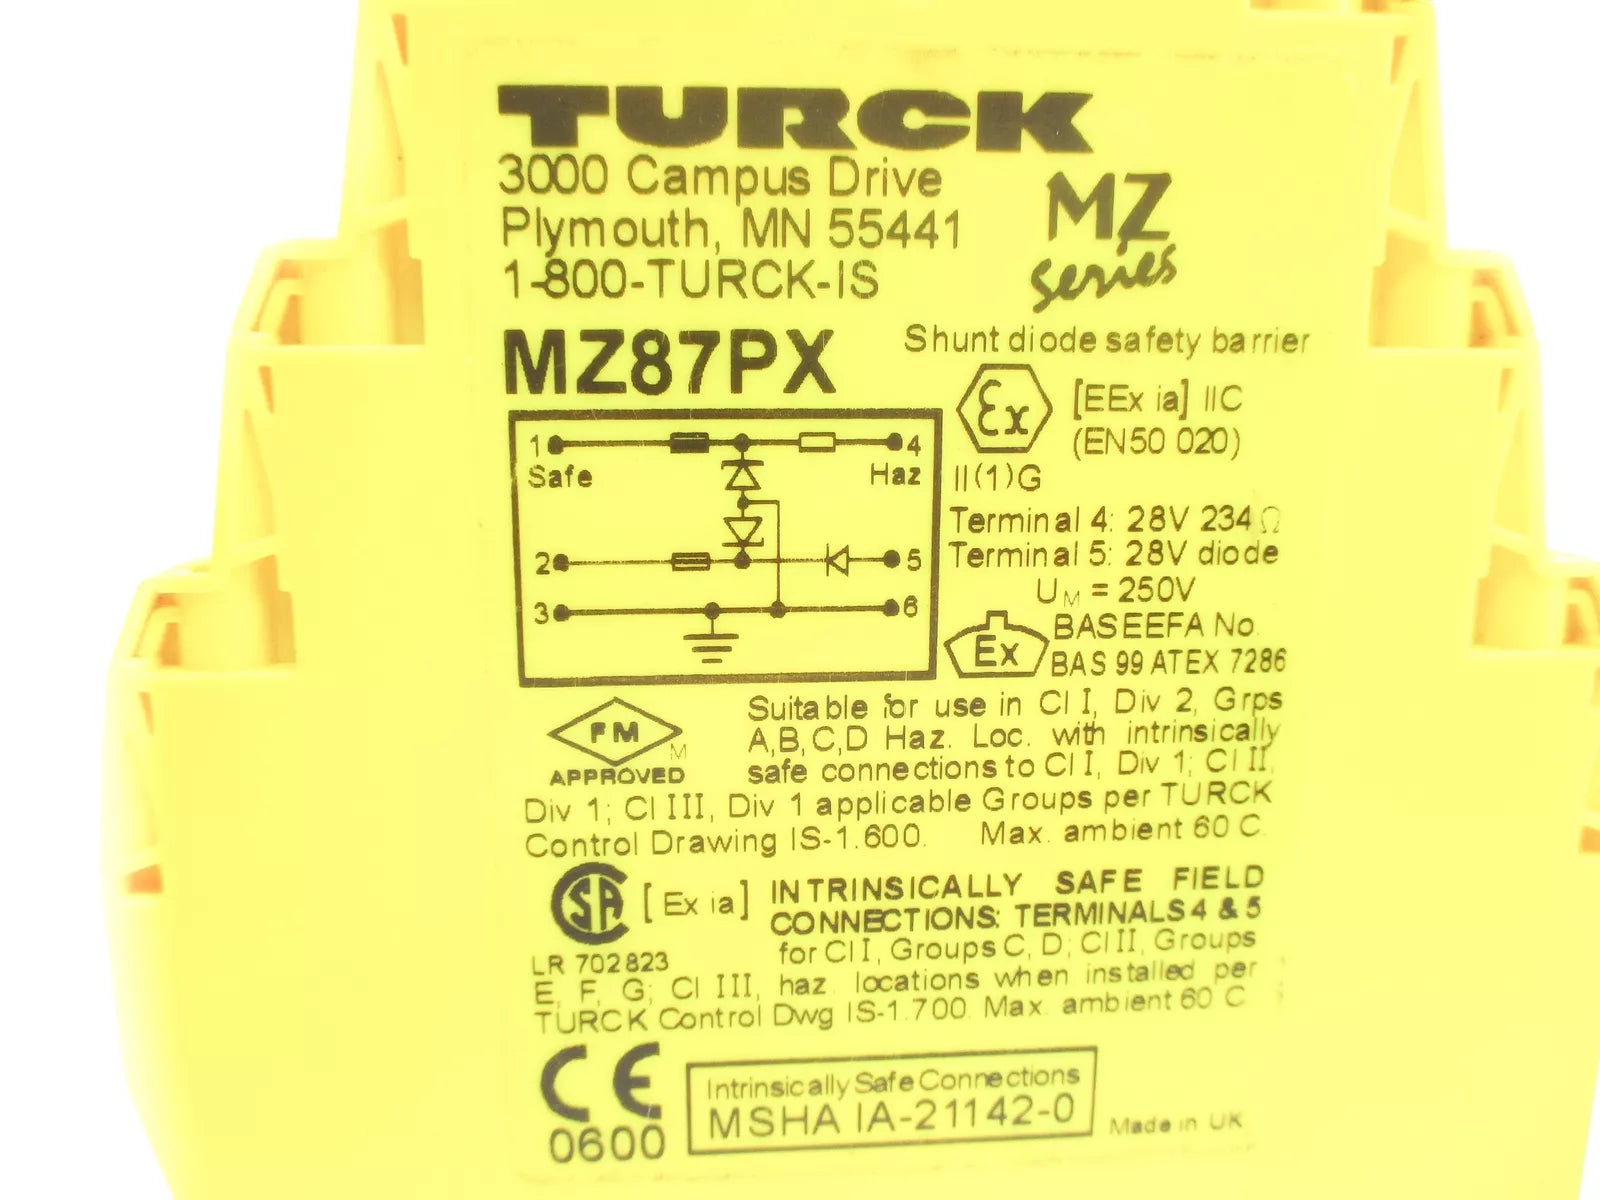 TURCK
3000 Campus Drive
Plymouth, MN 55441
1-800-TURCK-IS
MZ
series
MZ87PX
Shunt diode safety barrier
1
4
Safe
Haz
2
5
3
6
Ex
[EEx ia] IIC
(EN50 020)
II(1)G
Terminal 4: 28V 234 Ω
Terminal 5: 28V diode
UM = 250V
Ex
BASEEFA No.
BAS 99 ATEX 7286
FM
M
APPROVED
Suitable for use in Cl I, Div 2, Grps
A,B,C,D Haz. Loc. with intrinsically
safe connections to Cl I, Div 1; Cl II,
Div 1; Cl III, Div 1 applicable Groups per TURCK
Control Drawing IS-1.600. Max. ambient 60 C.
SA
[Ex ia]
LR 702823
INTRINSICALLY SAFE FIELD
CONNECTIONS: TERMINALS 4 & 5
for Cl I, Groups C, D; Cl II, Groups
E, F, G; Cl III, haz. locations when installed per
TURCK Control Dwg IS-1.700. Max. ambient 60 C.
CE
0600
Intrinsically Safe Connections
MSHA IA-21142-0
Made in UK